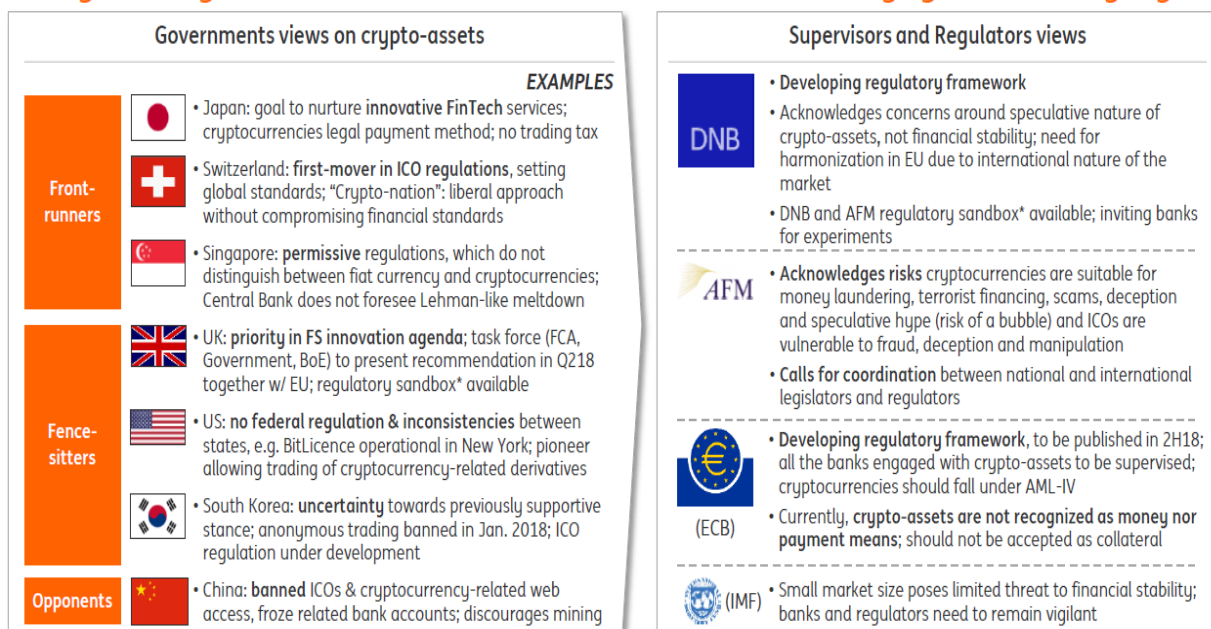 Governments views on crypto-assets
EXAMPLES
Front-
runners
• Japan: goal to nurture innovative FinTech services;
cryptocurrencies legal payment method; no trading tax
• Switzerland: first-mover in ICO regulations, setting
global standards; “Crypto-nation”: liberal approach
without compromising financial standards
• Singapore: permissive regulations, which do not
distinguish between fiat currency and cryptocurrencies;
Central Bank does not foresee Lehman-like meltdown
Fence-
sitters
• UK: priority in FS innovation agenda; task force (FCA,
Government, BoE) to present recommendation in Q218
together w/ EU; regulatory sandbox* available
• US: no federal regulation & inconsistencies between
states, e.g. BitLicence operational in New York; pioneer
allowing trading of cryptocurrency-related derivatives
• South Korea: uncertainty towards previously supportive
stance; anonymous trading banned in Jan. 2018; ICO
regulation under development
Opponents
• China: banned ICOs & cryptocurrency-related web
access, froze related bank accounts; discourages mining
Supervisors and Regulators views
DNB
• Developing regulatory framework
• Acknowledges concerns around speculative nature of
crypto-assets, not financial stability; need for
harmonization in EU due to international nature of the
market
• DNB and AFM regulatory sandbox* available; inviting banks
for experiments
AFM
• Acknowledges risks cryptocurrencies are suitable for
money laundering, terrorist financing, scams, deception
and speculative hype (risk of a bubble) and ICOs are
vulnerable to fraud, deception and manipulation
• Calls for coordination between national and international
legislators and regulators
(ECB)
• Developing regulatory framework, to be published in 2H18;
all the banks engaged with crypto-assets to be supervised;
cryptocurrencies should fall under AML-IV
• Currently, crypto-assets are not recognized as money nor
payment means; should not be accepted as collateral
(IMF)
• Small market size poses limited threat to financial stability;
banks and regulators need to remain vigilant